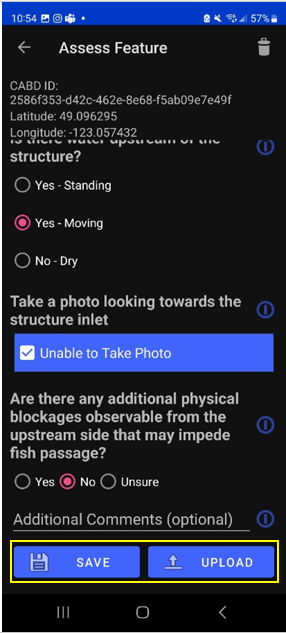 10:54 57%
Assess Feature
CABD ID:
2586f353-d42c-462e-8e68-f5ab09e7e49f
Latitude: 49.096295
Longitude: -123.057432
Is there water upstream of the
structure?
Yes - Standing
Yes - Moving
No - Dry
Take a photo looking towards the
structure inlet
Unable to Take Photo
Are there any additional physical
blockages observable from the
upstream side that may impede
fish passage?
Yes No Unsure
Additional Comments (optional)
SAVE UPLOAD